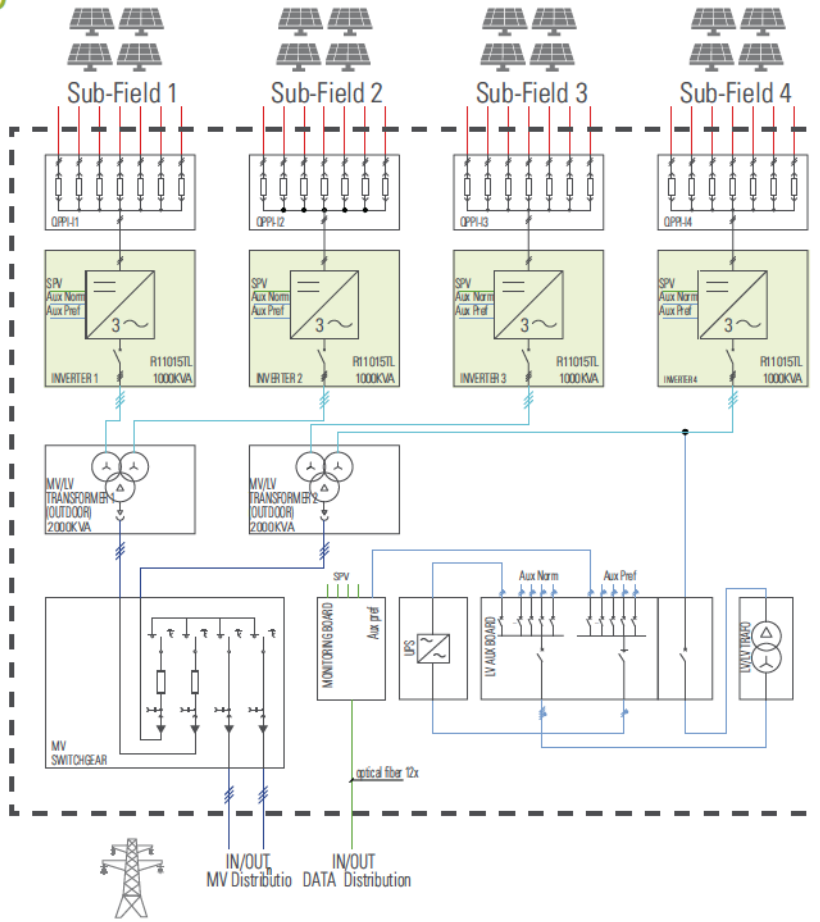 Sub-Field 1
Sub-Field 2
Sub-Field 3
Sub-Field 4
QPPI-I1
QPPI-I2
QPPI-I3
QPPI-I4
SPV
Aux Norm
Aux Pref
3
INVERTER 1
R11015TL
1000KVA
SPV
Aux Norm
Aux Pref
3
INVERTER 2
R11015TL
1000KVA
SPV
Aux Norm
Aux Pref
3
INVERTER 3
R11015TL
1000KVA
SPV
Aux Norm
Aux Pref
3
INVERTER 4
R11015TL
1000KVA
MV/LV
TRANSFORMER 1
(OUTDOOR)
2000KVA
MV/LV
TRANSFORMER 2
(OUTDOOR)
2000KVA
MV
SWITCHGEAR
SPV
MONITORING BOARD
Aux pref
UPS
LV AUX BOARD
Aux Norm
Aux Pref
LV/LV TRAFO
optical fiber 12x
IN/OUT
MV Distributio
n
IN/OUT
DATA Distribution